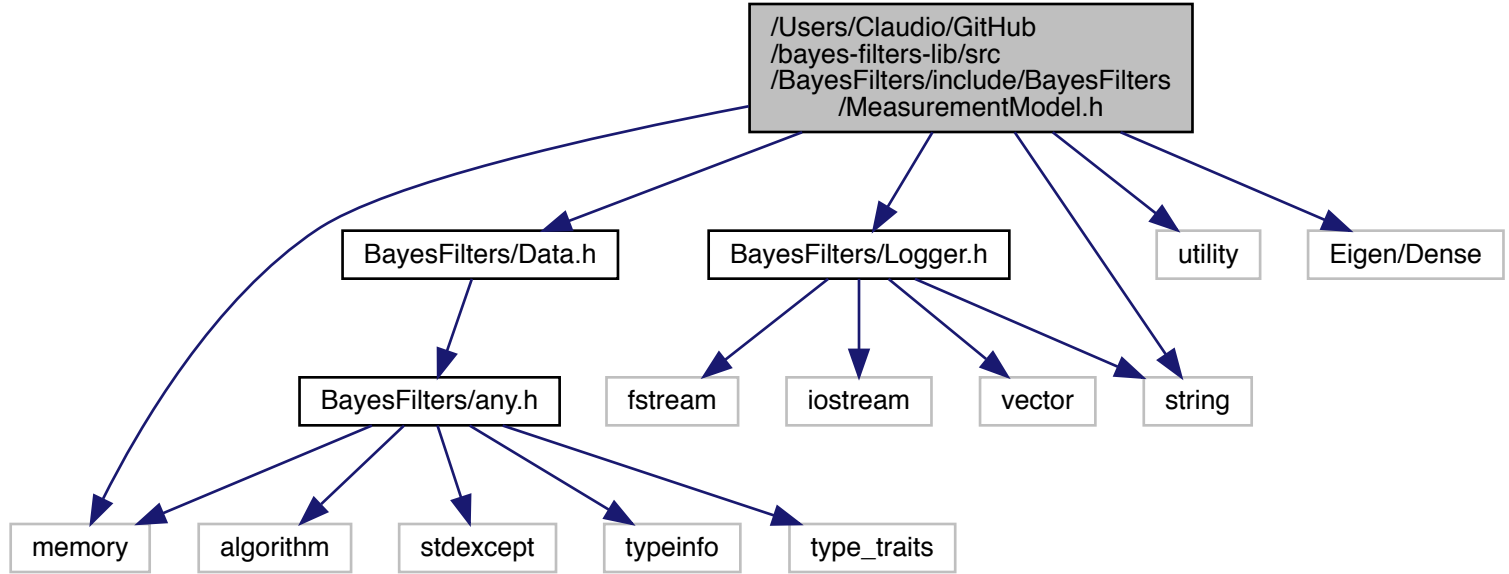 /Users/Claudio/GitHub
/bayes-filters-lib/src
/BayesFilters/include/BayesFilters
/MeasurementModel.h
BayesFilters/Data.h
BayesFilters/Logger.h
utility
Eigen/Dense
BayesFilters/any.h
fstream
iostream
vector
string
memory
algorithm
stdexcept
typeinfo
type_traits